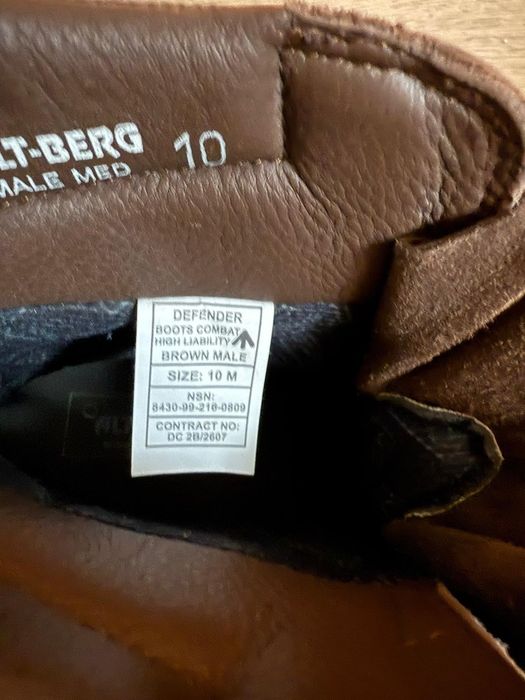 LT-BERG 10
MALE MED
DEFENDER
BOOTS COMBAT
HIGH LIABILITY
BROWN MALE
SIZE: 10 M
NSN:
8430-99-216-0809
CONTRACT NO:
DC 2B/2607